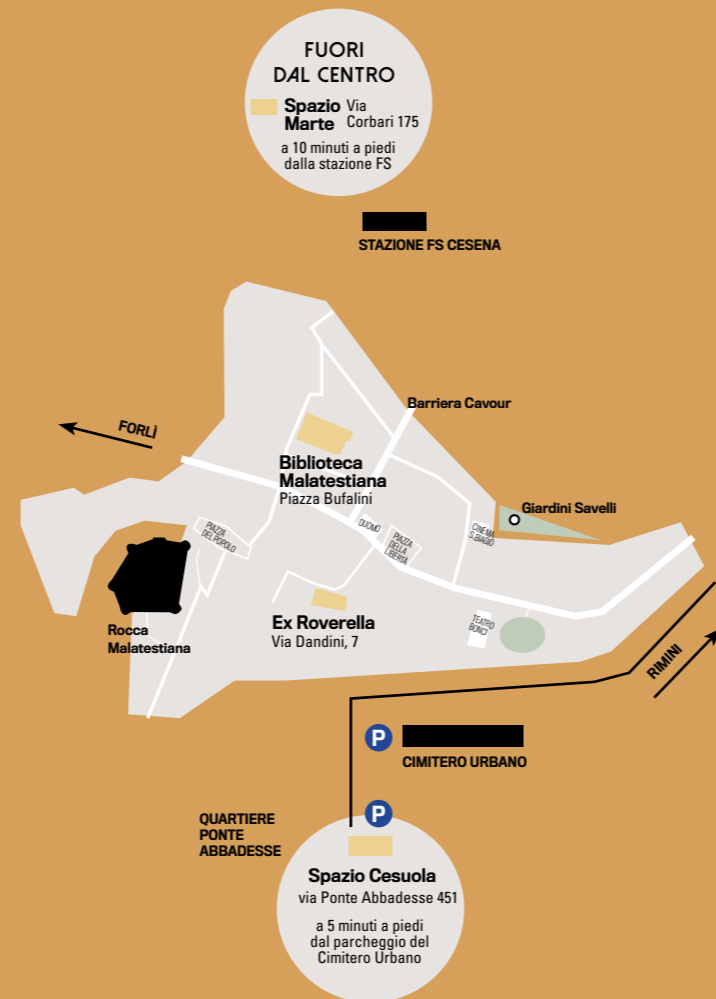 FUORI
DAL CENTRO
Spazio
Marte
Via
Corbari 175
a 10 minuti a piedi
dalla stazione FS
STAZIONE FS CESENA
Barriera Cavour
FORLÌ
Biblioteca
Malatestiana
Piazza Bufalini
Giardini Savelli
PIAZZA
DEL POPOLO
DUOMO
PIAZZA
DELLA
LIBERTÀ
CINEMA
S. BIAGIO
Rocca
Malatestiana
Ex Roverella
Via Dandini, 7
TEATRO
BONCI
RIMINI
P
CIMITERO URBANO
P
QUARTIERE
PONTE
ABBADESSE
Spazio Cesuola
via Ponte Abbadesse 451
a 5 minuti a piedi
dal parcheggio del
Cimitero Urbano